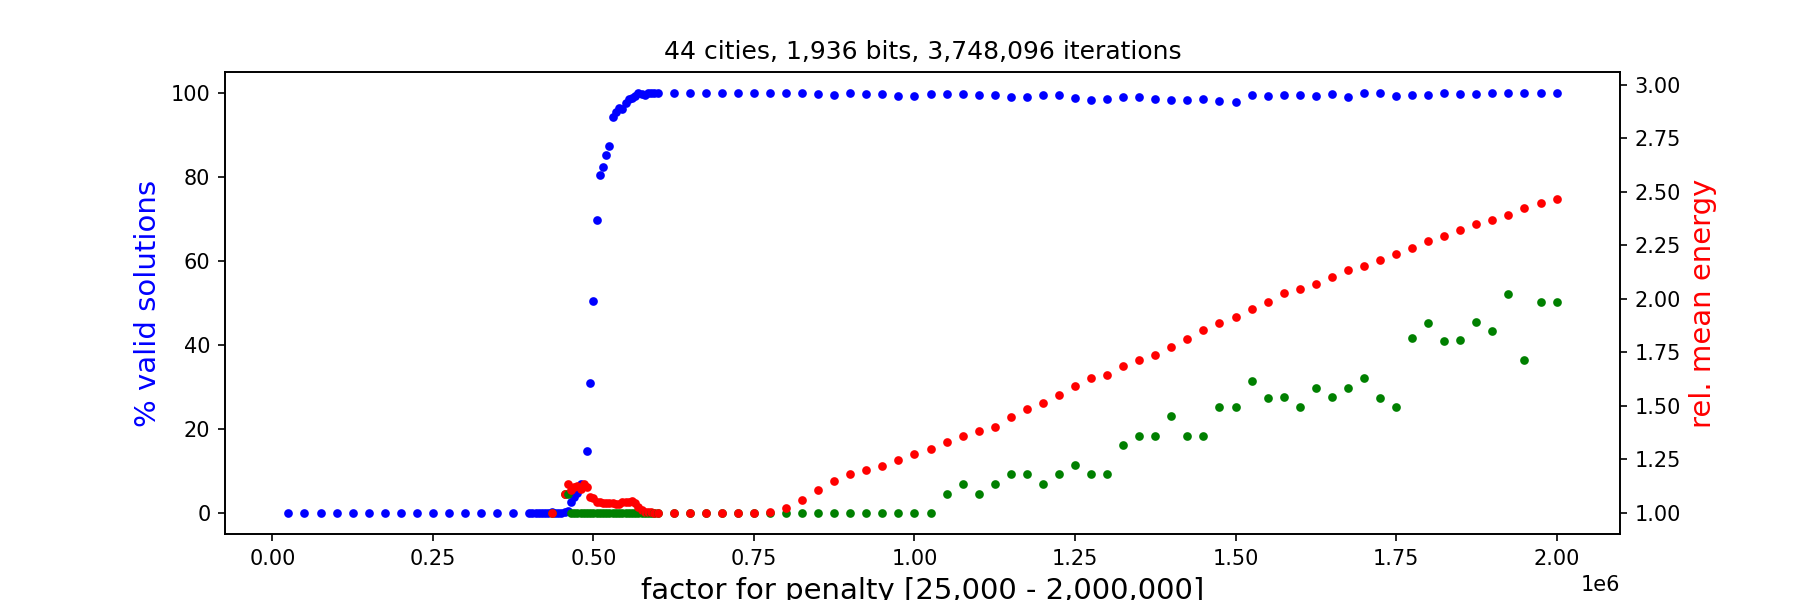 44 cities, 1,936 bits, 3,748,096 iterations
100
80
60
40
20
0
% valid solutions
3.00
2.75
2.50
2.25
2.00
1.75
1.50
1.25
1.00
rel. mean energy
0.00 0.25 0.50 0.75 1.00 1.25 1.50 1.75 2.00
1e6
factor for penalty [25,000 - 2,000,000]